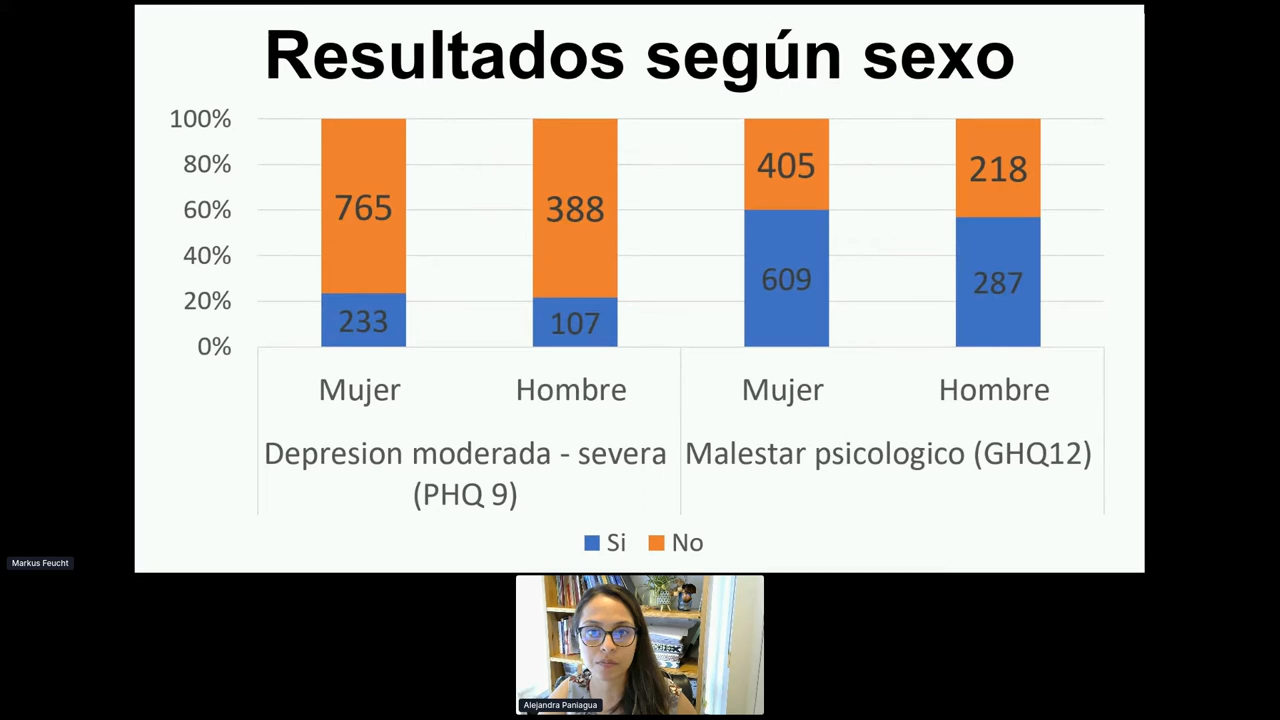 Resultados según sexo
100%
80%
60%
40%
20%
0%
765
388
405
218
233
107
609
287
Mujer
Hombre
Mujer
Hombre
Depresion moderada - severa
(PHQ 9)
Malestar psicologico (GHQ12)
Si
No
Markus Feucht
Alejandra Paniagua